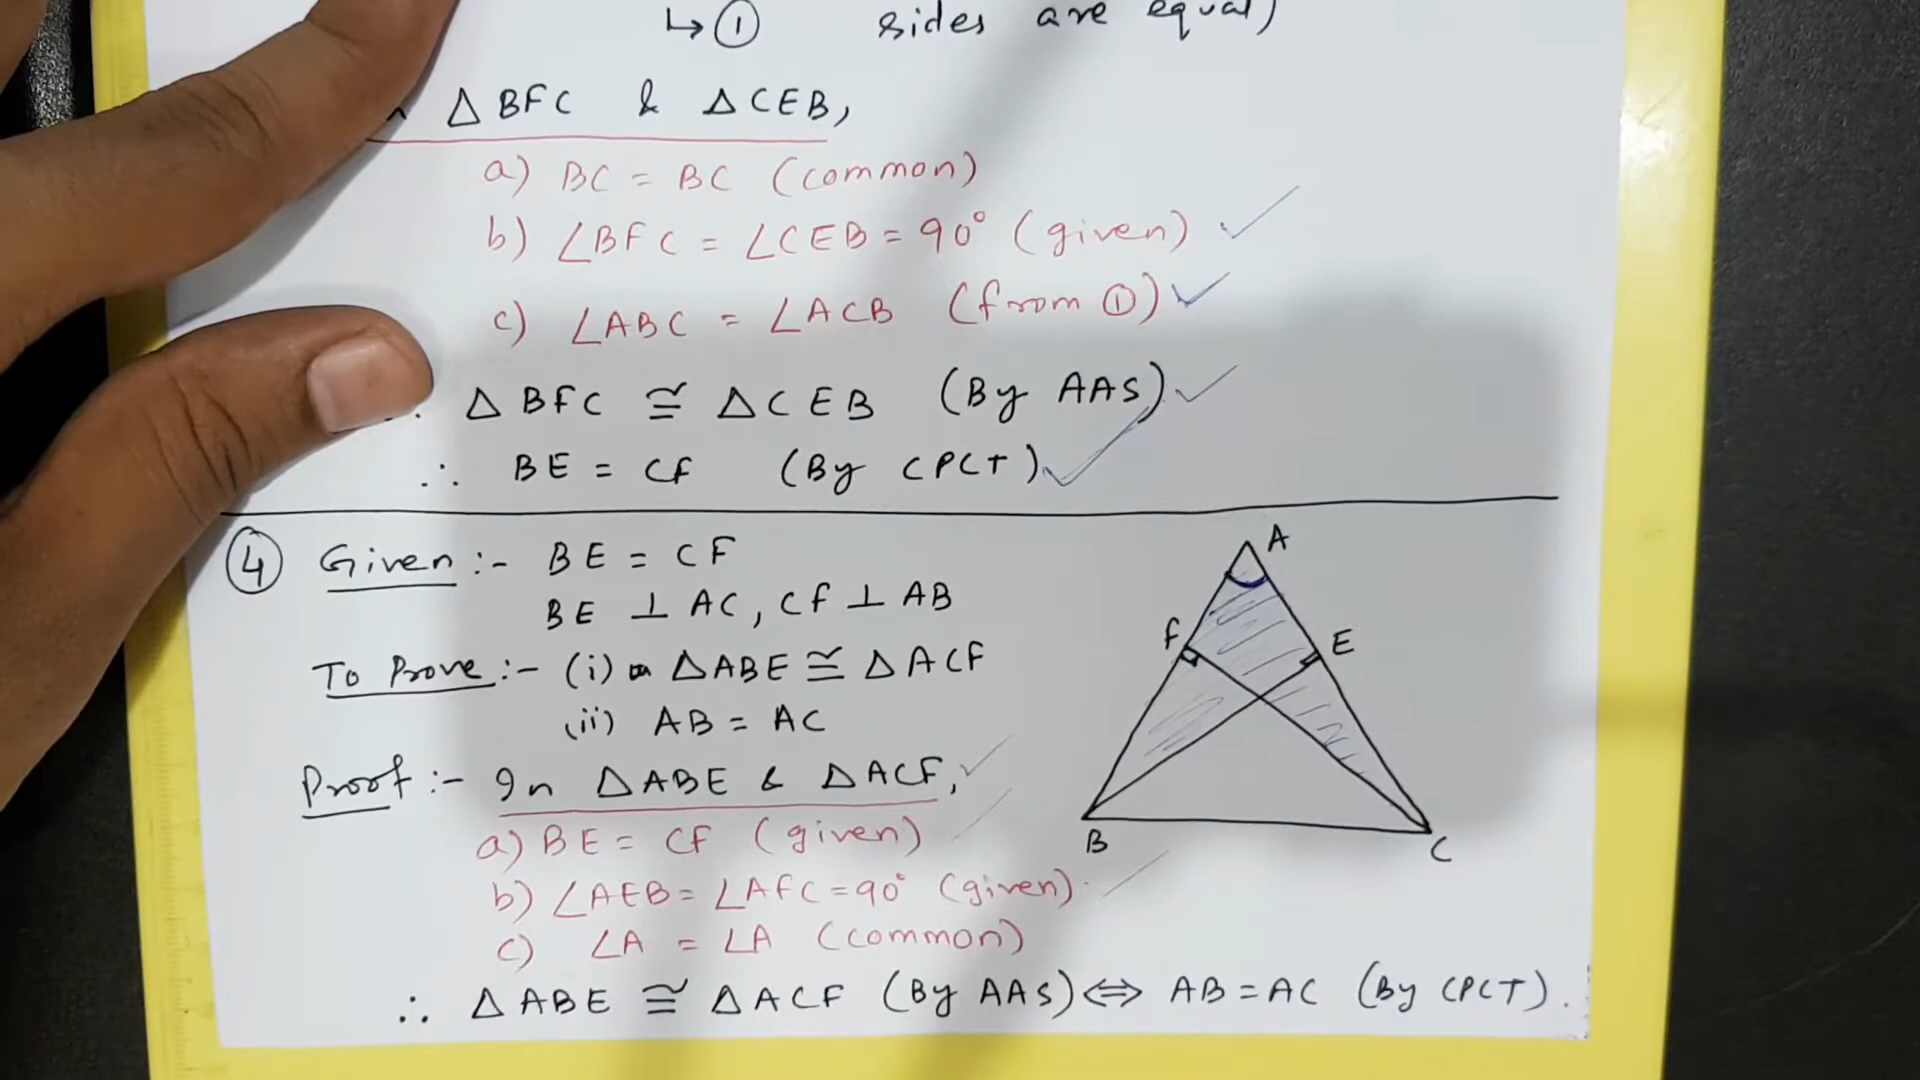 ↳ ① sides are equal)
△ BFC & △ CEB,
a) BC = BC (common)
b) ∠BFC = ∠CEB = 90° (given) ✓
c) ∠ABC = ∠ACB (from ①) ✓
∴ △ BFC ≅ △ CEB (By AAS) ✓
∴ BE = CF (By CPCT) ✓
④ Given :- BE = CF
BE ⊥ AC, CF ⊥ AB
To Prove :- (i) △ ABE ≅ △ ACF
(ii) AB = AC
Proof :- In △ ABE & △ ACF, ✓
a) BE = CF (given)
b) ∠AEB = ∠AFC = 90° (given)
c) ∠A = ∠A (common)
∴ △ ABE ≅ △ ACF (By AAS) ⇔ AB = AC (By CPCT).
A
F
E
B
C